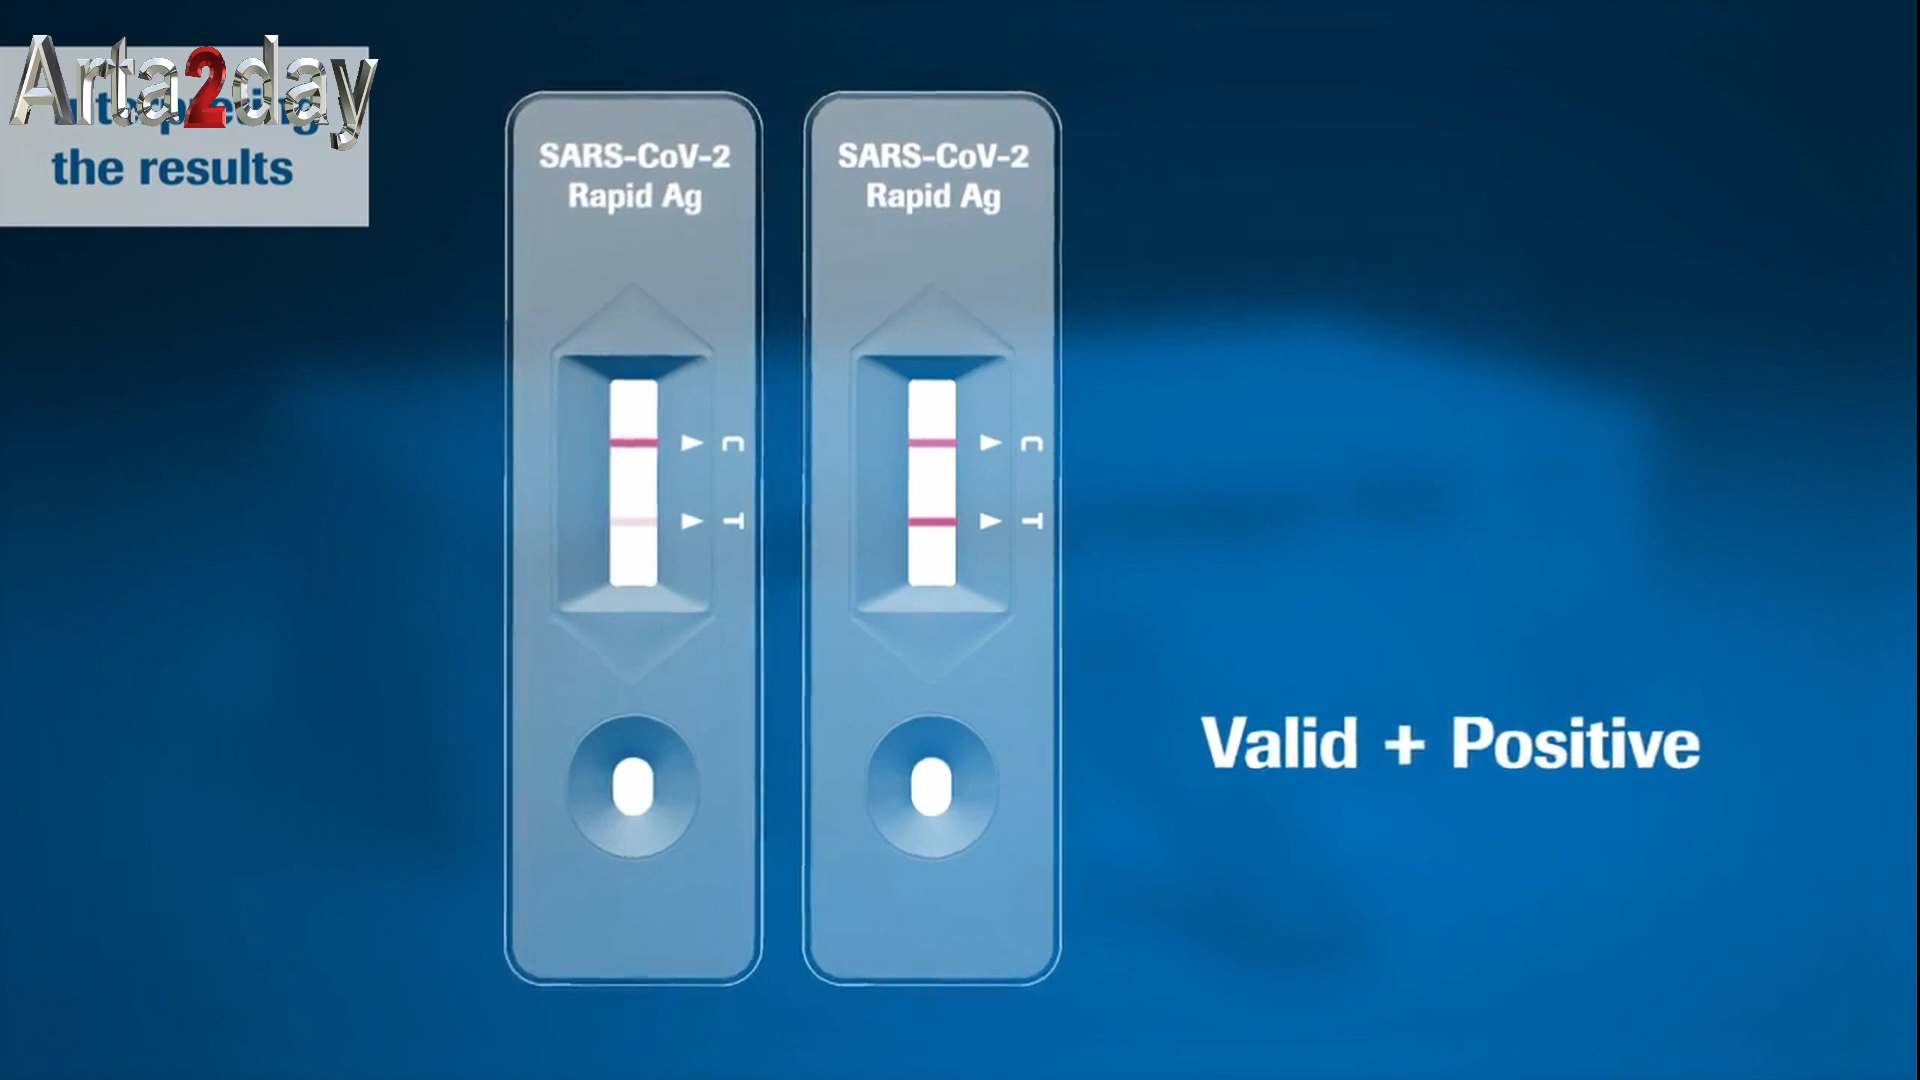 Arta2day
the results
SARS-CoV-2
Rapid Ag
C
T
SARS-CoV-2
Rapid Ag
C
T
Valid + Positive